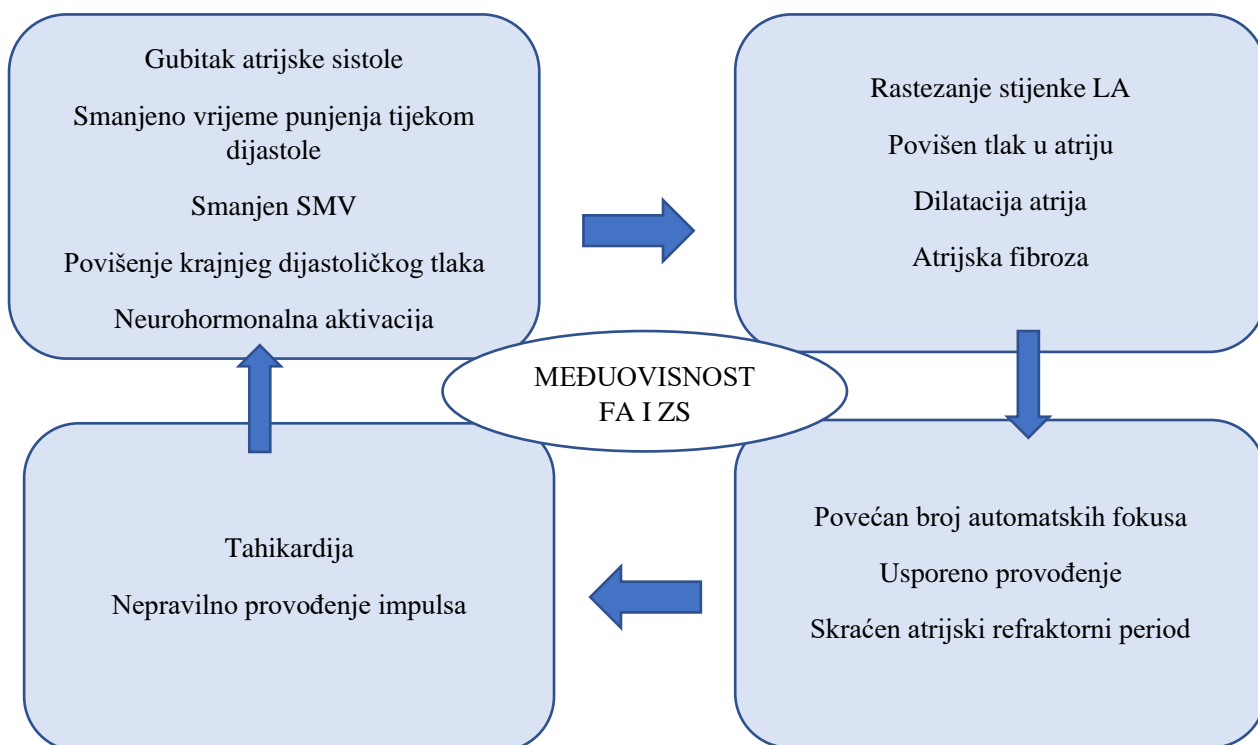 Gubitak atrijske sistole
Smanjeno vrijeme punjenja tijekom
dijastole
Smanjen SMV
Povišenje krajnjeg dijastoličkog tlaka
Neurohormonalna aktivacija
Rastezanje stijenke LA
Povišen tlak u atriju
Dilatacija atrija
Atrijska fibroza
MEĐUOVISNOST
FA I ZS
Tahikardija
Nepravilno provođenje impulsa
Povećan broj automatskih fokusa
Usporeno provođenje
Skraćen atrijski refraktorni period